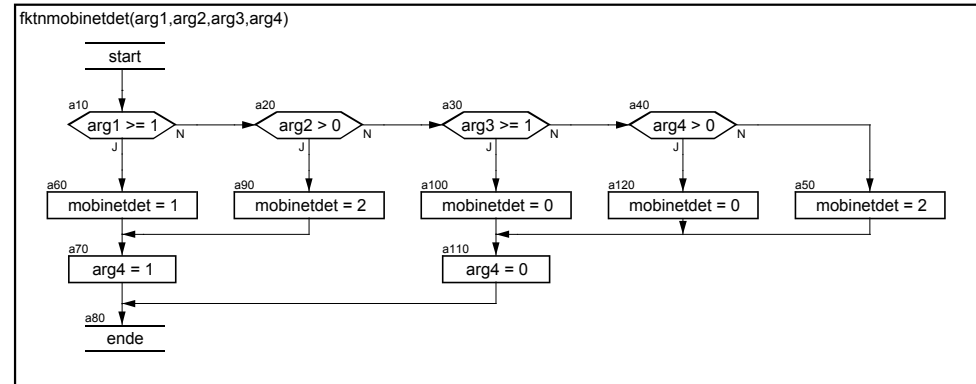 fktnmobinetdet(arg1,arg2,arg3,arg4)
start
a10
arg1 >= 1
N
J
a20
arg2 > 0
N
J
a30
arg3 >= 1
N
J
a40
arg4 > 0
N
J
a60
mobinetdet = 1
a90
mobinetdet = 2
a100
mobinetdet = 0
a120
mobinetdet = 0
a50
mobinetdet = 2
a70
arg4 = 1
a110
arg4 = 0
a80
ende